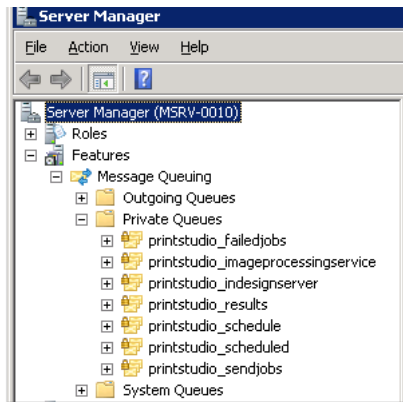 Server Manager
File Action View Help
Server Manager (MSRV-0010)
Roles
Features
Message Queuing
Outgoing Queues
Private Queues
printstudio_failedjobs
printstudio_imageprocessingservice
printstudio_indesignserver
printstudio_results
printstudio_schedule
printstudio_scheduled
printstudio_sendjobs
System Queues